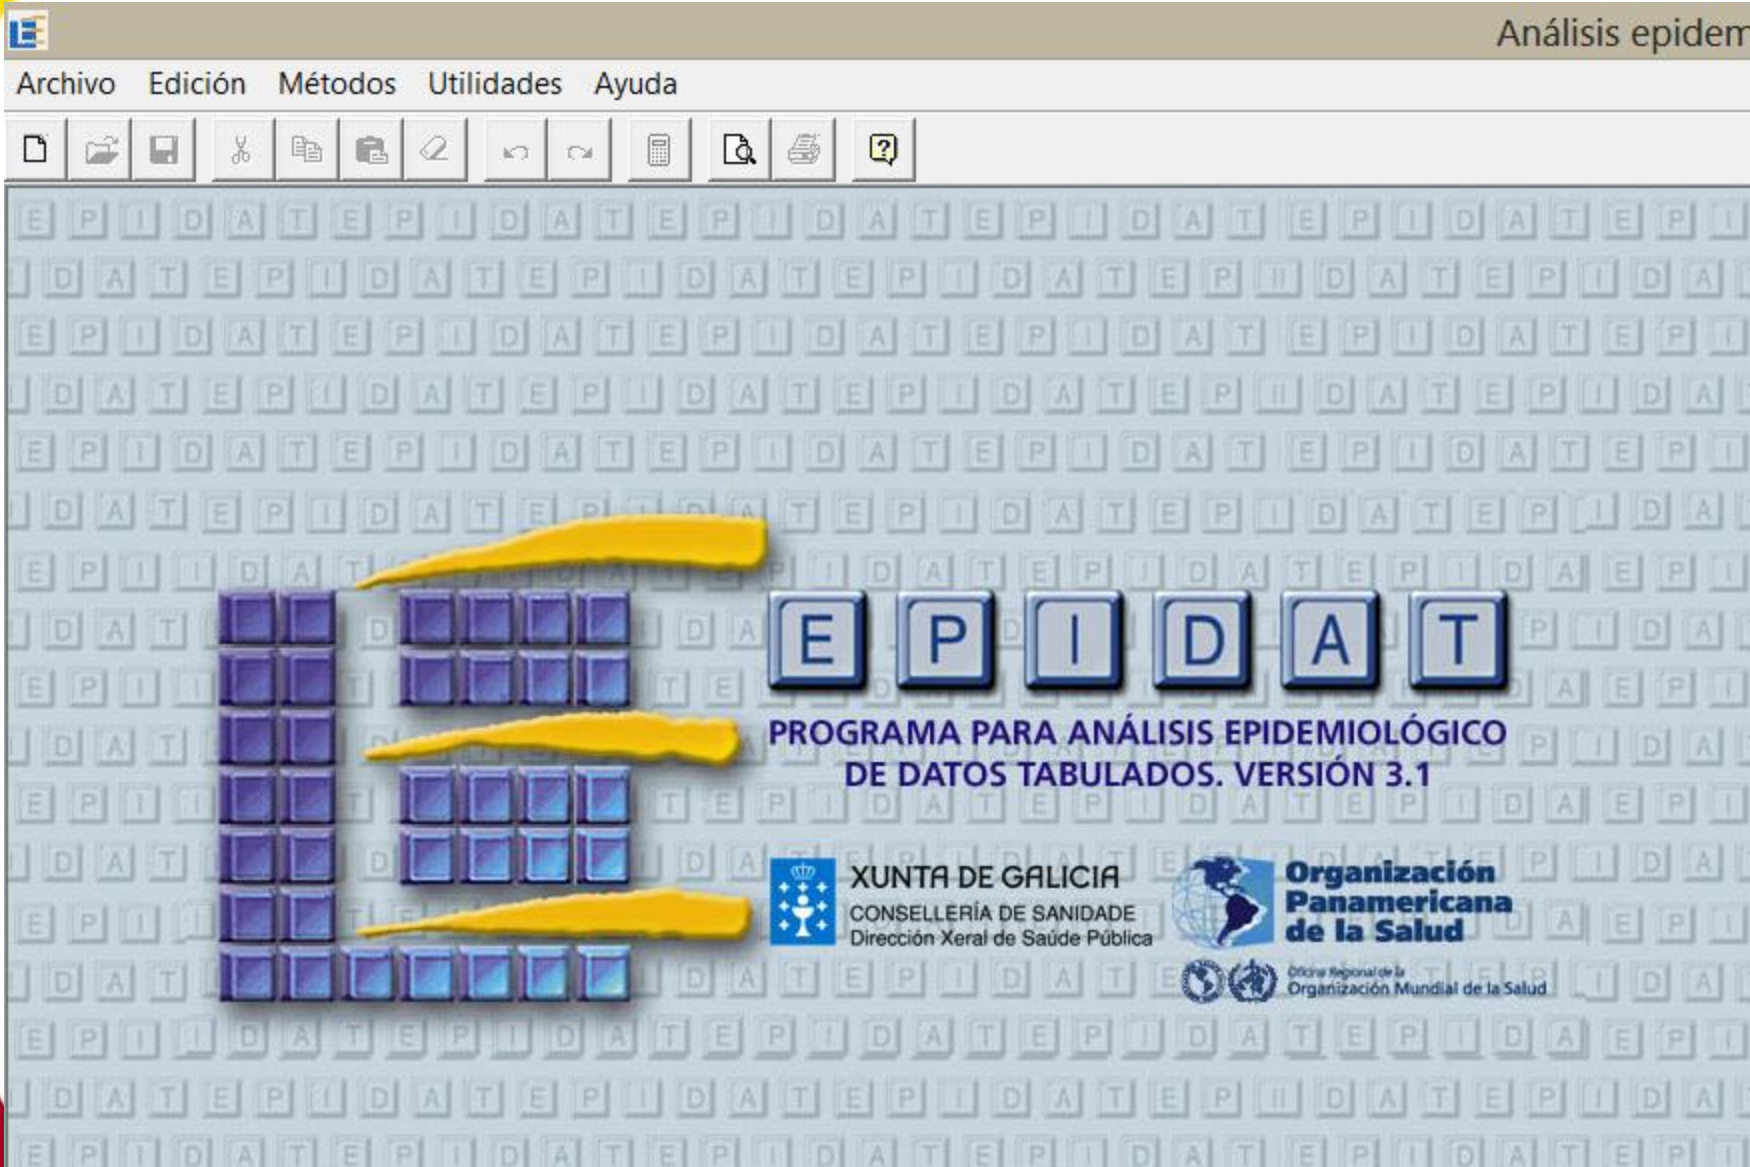 Análisis epidem
Archivo Edición Métodos Utilidades Ayuda
EPIDAT
PROGRAMA PARA ANÁLISIS EPIDEMIOLÓGICO
DE DATOS TABULADOS. VERSIÓN 3.1
XUNTA DE GALICIA
CONSELLERÍA DE SANIDADE
Dirección Xeral de Saúde Pública
Organización
Panamericana
de la Salud
Oficina Regional de la
Organización Mundial de la Salud